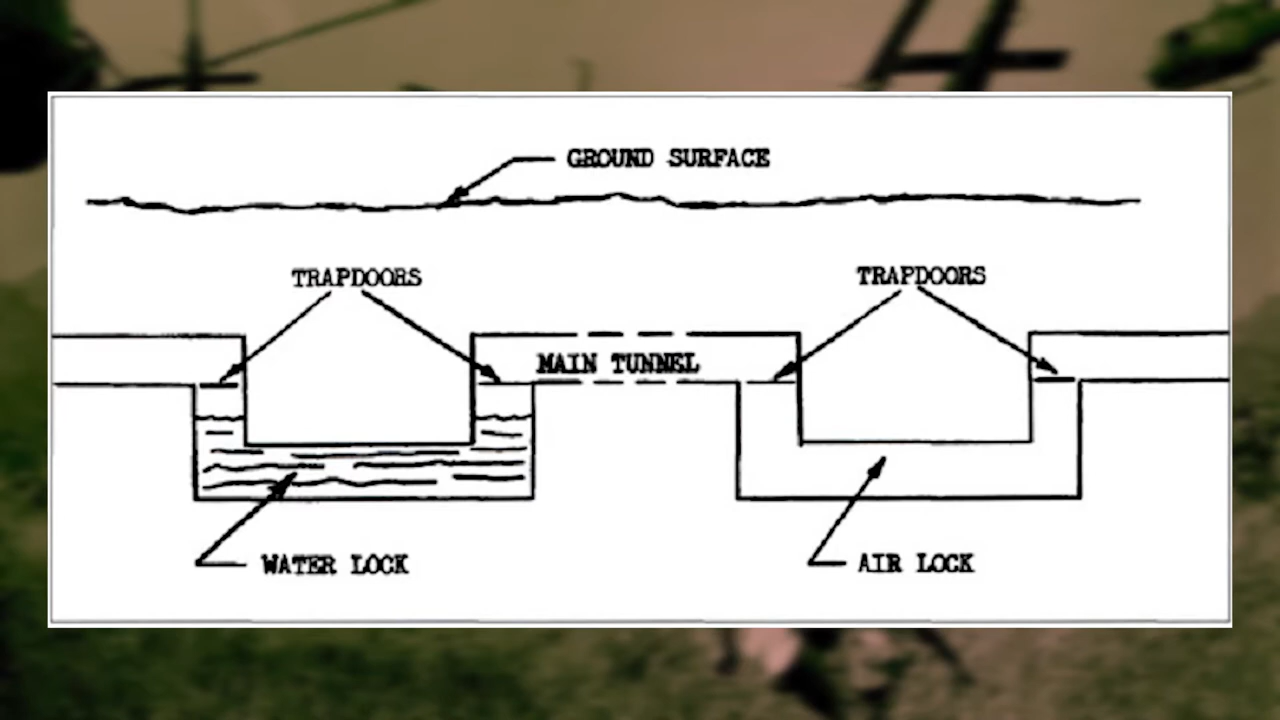 GROUND SURFACE
TRAPDOORS
TRAPDOORS
MAIN TUNNEL
WATER LOCK
AIR LOCK